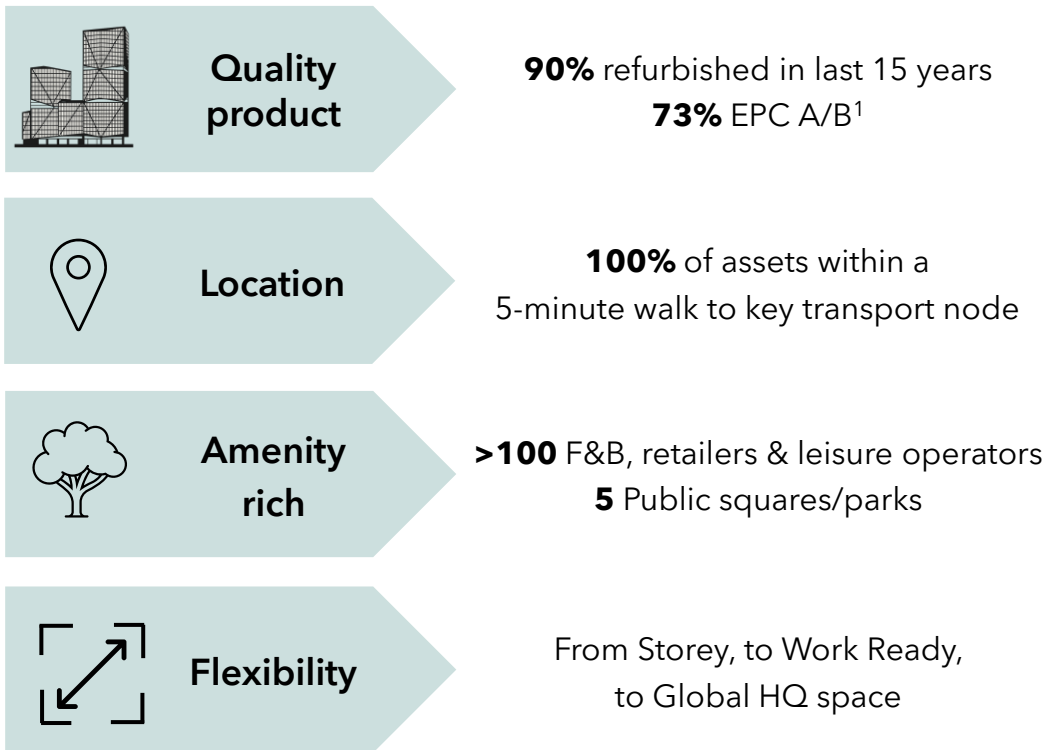 Quality
product
90% refurbished in last 15 years
73% EPC A/B¹
Location
100% of assets within a
5-minute walk to key transport node
Amenity
rich
>100 F&B, retailers & leisure operators
5 Public squares/parks
Flexibility
From Storey, to Work Ready,
to Global HQ space